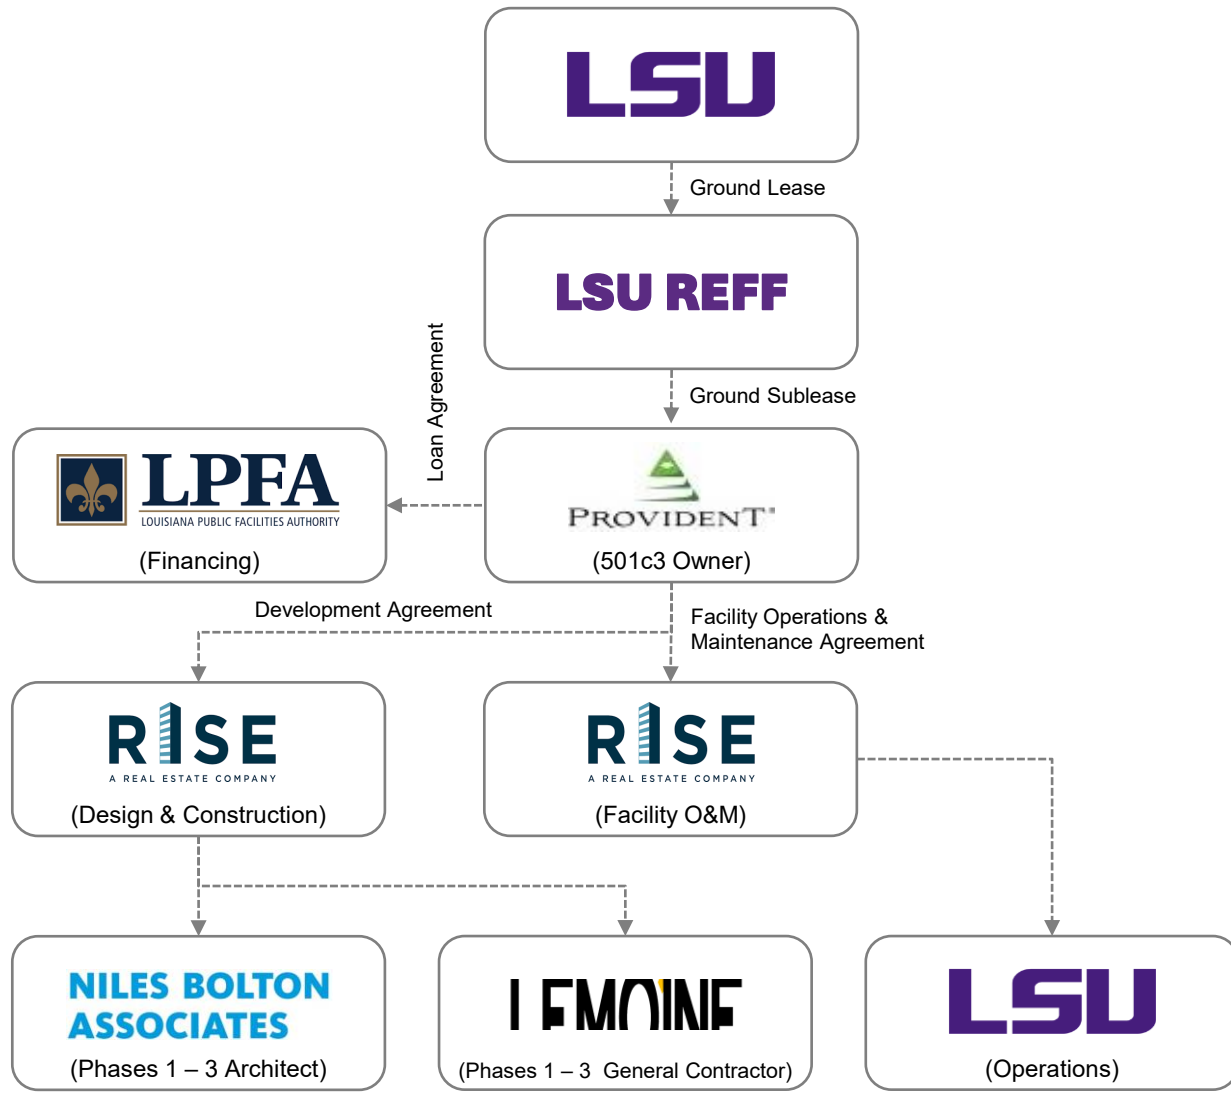 LSU
Ground Lease
LSU REFF
Loan Agreement
Ground Sublease
LPFA
LOUISIANA PUBLIC FACILITIES AUTHORITY
(Financing)
PROVIDENT®
(501c3 Owner)
Development Agreement
Facility Operations &
Maintenance Agreement
RISE
A REAL ESTATE COMPANY
(Design & Construction)
RISE
A REAL ESTATE COMPANY
(Facility O&M)
NILES BOLTON
ASSOCIATES
(Phases 1 – 3 Architect)
LEMOINE
(Phases 1 – 3  General Contractor)
LSU
(Operations)